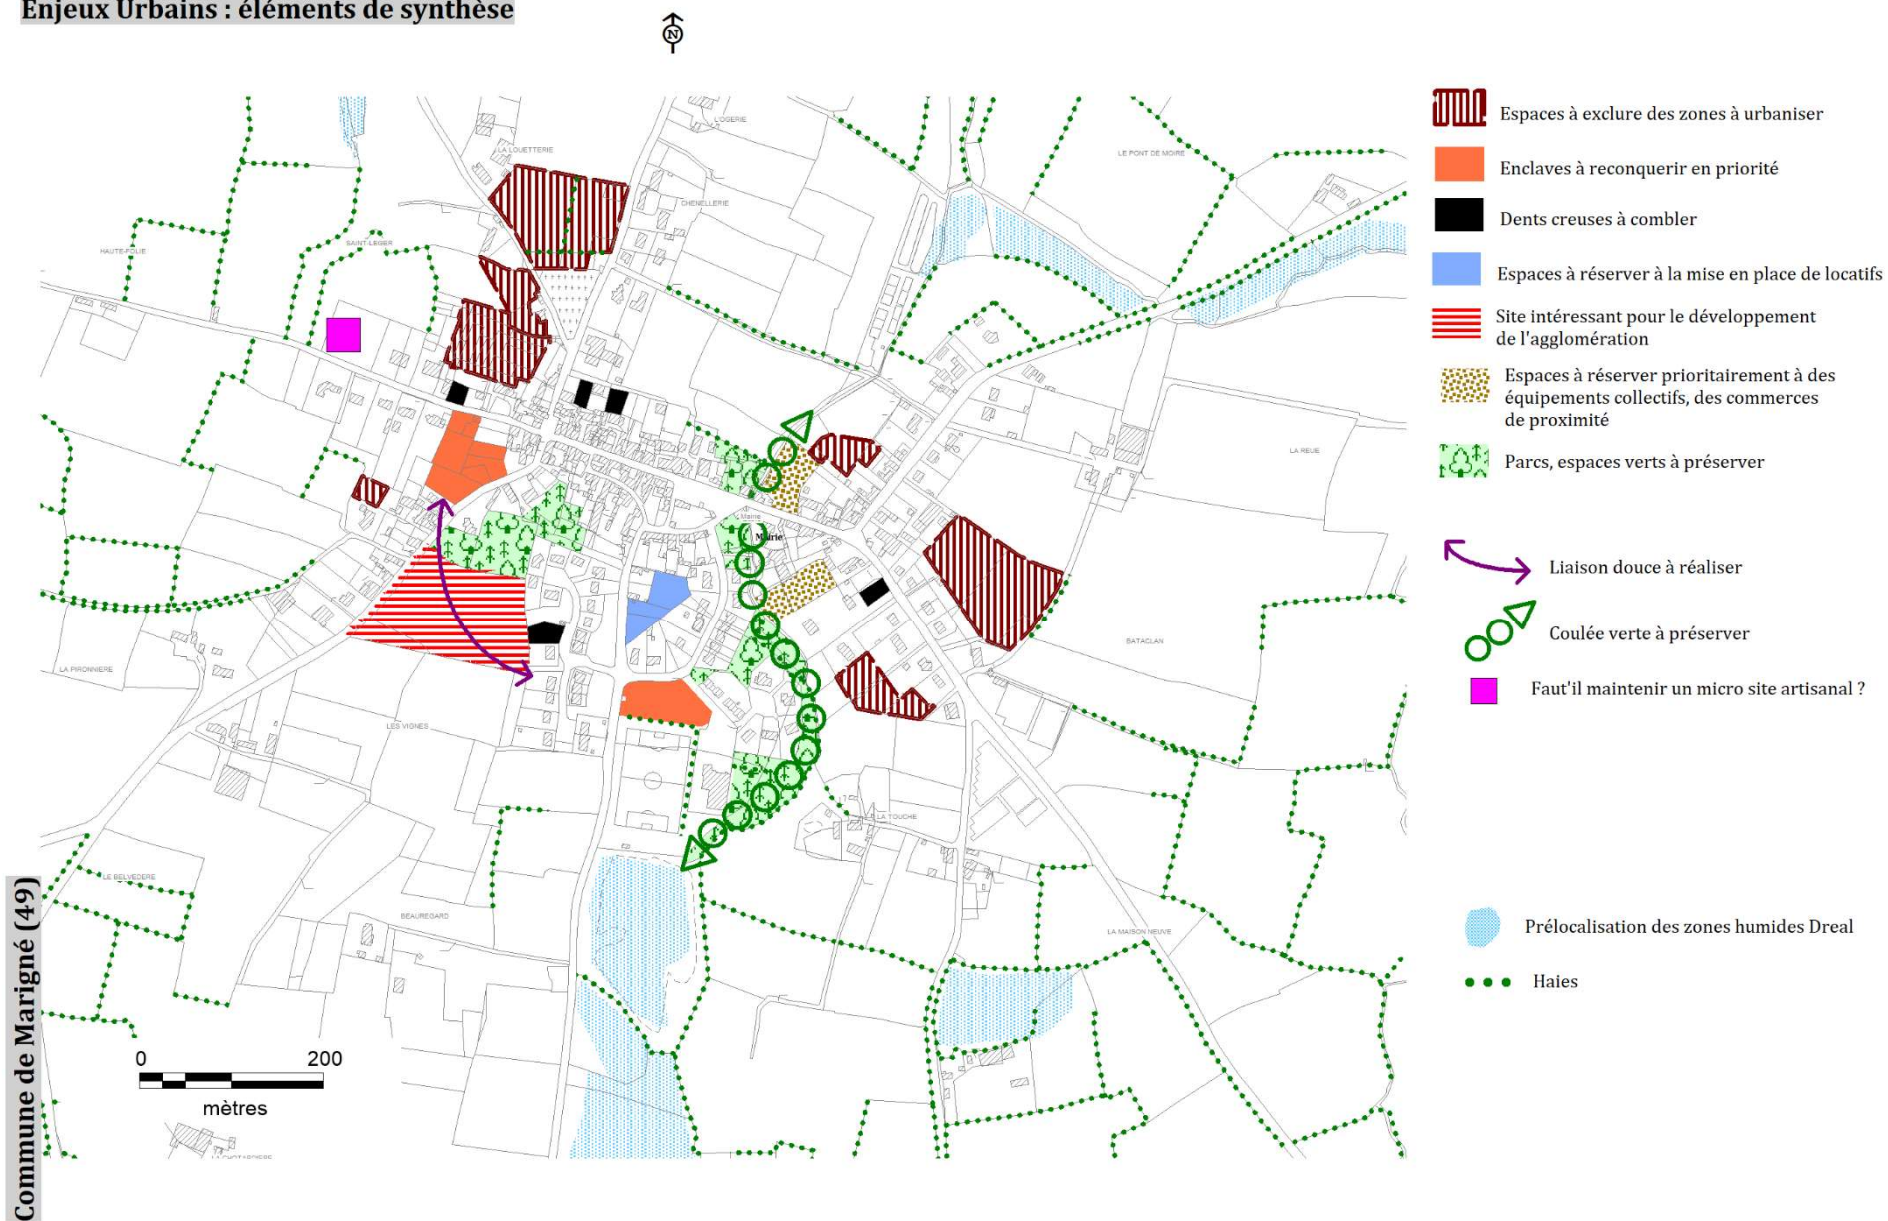 Enjeux Urbains : éléments de synthèse
N
L'OGERIE
LA LOUETTERIE
LE PONT DE MOIRE
CHENELLERIE
HAUTE-FOLIE
SAINT-LEGER
LA REUE
Mairie
Mairie
BATACLAN
LA PIRONNIERE
LES VIGNES
LA TOUCHE
LE BELVEDERE
BEAUREGARD
LA MAISON NEUVE
0 200
mètres
Commune de Marigné (49)
Espaces à exclure des zones à urbaniser
Enclaves à reconquerir en priorité
Dents creuses à combler
Espaces à réserver à la mise en place de locatifs
Site intéressant pour le développement
de l'agglomération
Espaces à réserver prioritairement à des
équipements collectifs, des commerces
de proximité
Parcs, espaces verts à préserver
Liaison douce à réaliser
Coulée verte à préserver
Faut'il maintenir un micro site artisanal ?
Prélocalisation des zones humides Dreal
Haies